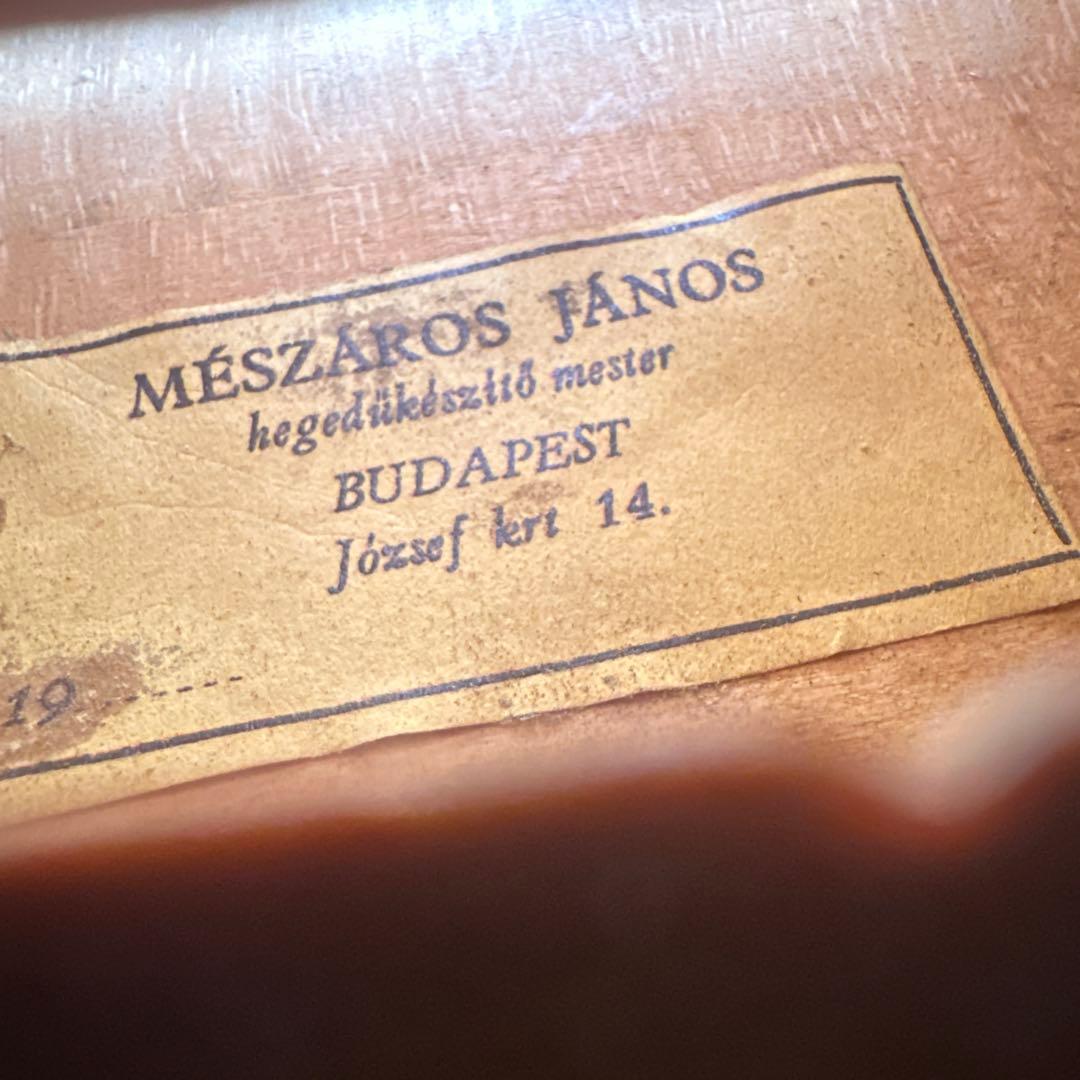 MÉSZÁROS JÁNOS
hegedűkészítő mester
BUDAPEST
József krt 14.
19